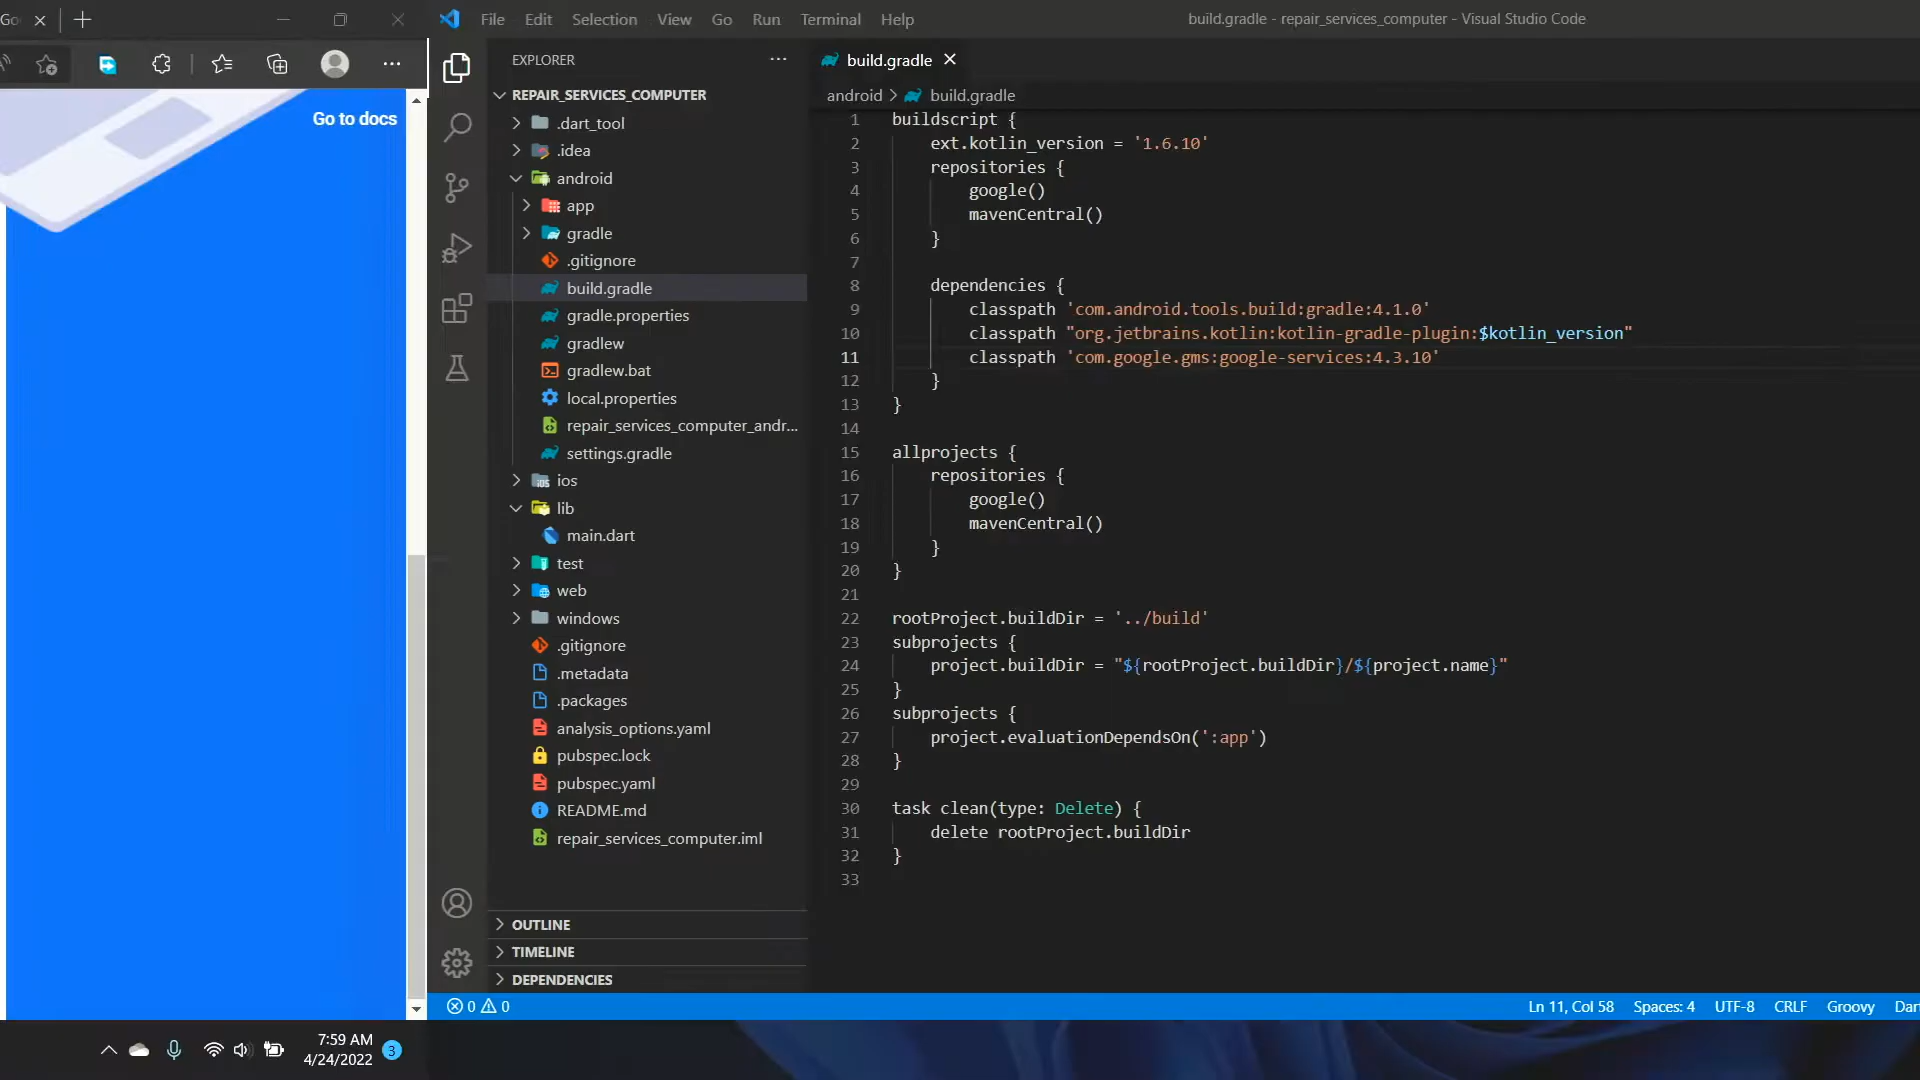 Go
Go to docs
File Edit Selection View Go Run Terminal Help
build.gradle - repair_services_computer - Visual Studio Code
EXPLORER
REPAIR_SERVICES_COMPUTER
.dart_tool
.idea
android
app
gradle
.gitignore
build.gradle
gradle.properties
gradlew
gradlew.bat
local.properties
repair_services_computer_andr...
settings.gradle
ios
lib
main.dart
test
web
windows
.gitignore
.metadata
.packages
analysis_options.yaml
pubspec.lock
pubspec.yaml
README.md
repair_services_computer.iml
OUTLINE
TIMELINE
DEPENDENCIES
build.gradle
android > build.gradle
1 buildscript {
2 ext.kotlin_version = '1.6.10'
3 repositories {
4 google()
5 mavenCentral()
6 }
7
8 dependencies {
9 classpath 'com.android.tools.build:gradle:4.1.0'
10 classpath "org.jetbrains.kotlin:kotlin-gradle-plugin:$kotlin_version"
11 classpath 'com.google.gms:google-services:4.3.10'
12 }
13 }
14
15 allprojects {
16 repositories {
17 google()
18 mavenCentral()
19 }
20 }
21
22 rootProject.buildDir = '../build'
23 subprojects {
24 project.buildDir = "${rootProject.buildDir}/${project.name}"
25 }
26 subprojects {
27 project.evaluationDependsOn(':app')
28 }
29
30 task clean(type: Delete) {
31 delete rootProject.buildDir
32 }
33
0 0
Ln 11, Col 58 Spaces: 4 UTF-8 CRLF Groovy Dar
7:59 AM
4/24/2022
3